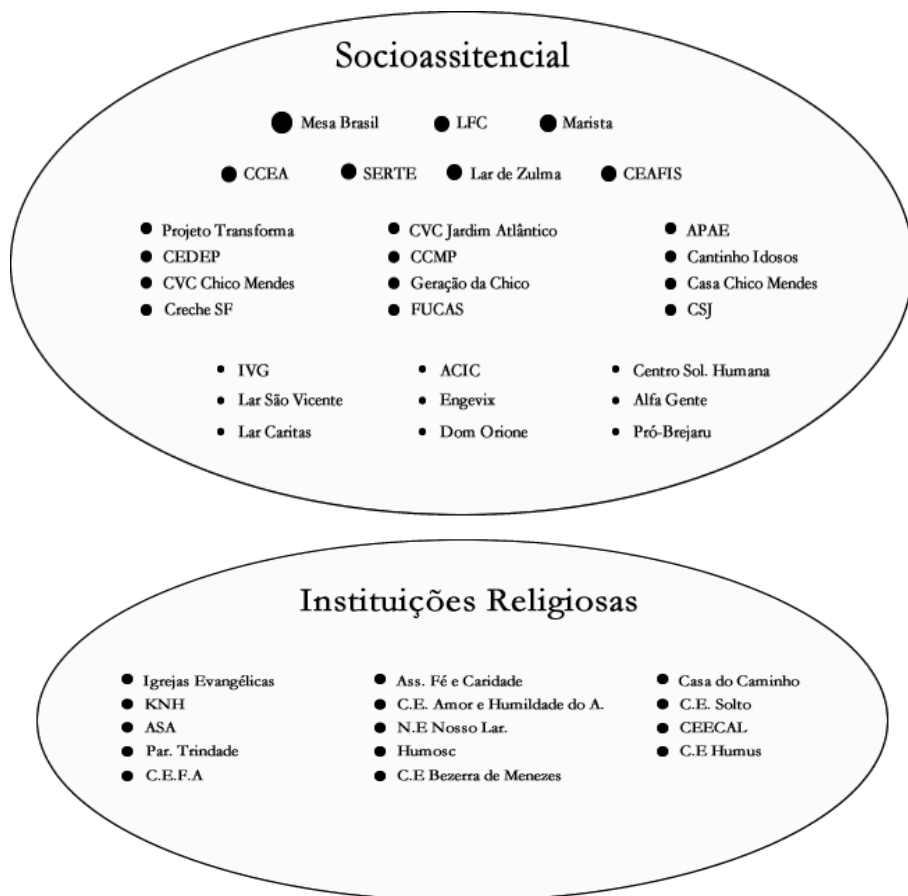 Socioassitencial
Mesa Brasil LFC Marista
CCEA SERTE Lar de Zulma CEAFIS
Projeto Transforma CVC Jardim Atlântico APAE
CEDEP CCMP Cantinho Idosos
CVC Chico Mendes Geração da Chico Casa Chico Mendes
Creche SF FUCAS CSJ
IVG ACIC Centro Sol. Humana
Lar São Vicente Engevix Alfa Gente
Lar Caritas Dom Orione Pró-Brejaru
Instituições Religiosas
Igrejas Evangélicas Ass. Fé e Caridade Casa do Caminho
KNH C.E. Amor e Humildade do A. C.E. Solto
ASA N.E Nosso Lar. CEECAL
Par. Trindade Humosc C.E Humus
C.E.F.A C.E Bezerra de Menezes